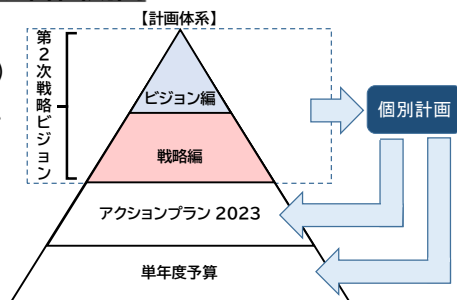 【計画体系】
第2次戦略ビジョン
ビジョン編
個別計画
戦略編
アクションプラン 2023
単年度予算
)